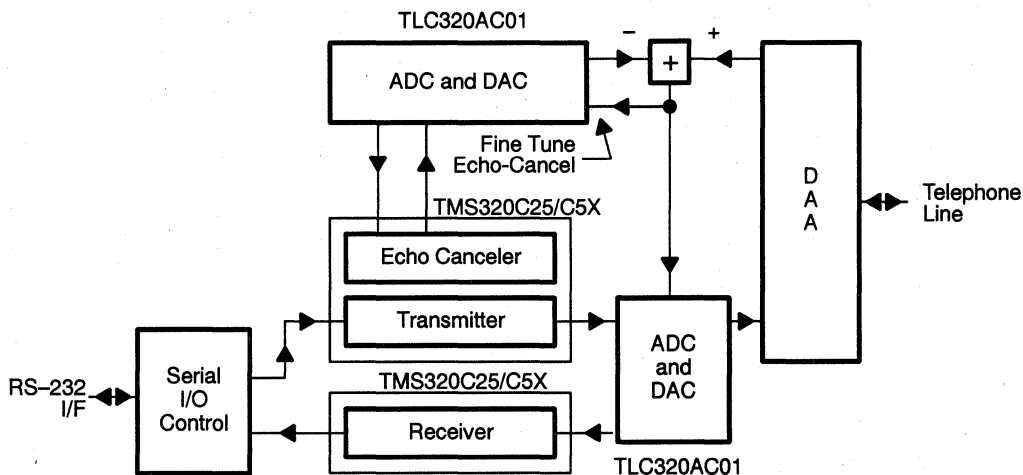 TLC320AC01
ADC and DAC
−
+
+
Fine Tune
Echo-Cancel
D
A
A
Telephone
Line
TMS320C25/C5X
Echo Canceler
Transmitter
ADC
and
DAC
TLC320AC01
RS–232
I/F
Serial
I/O
Control
TMS320C25/C5X
Receiver